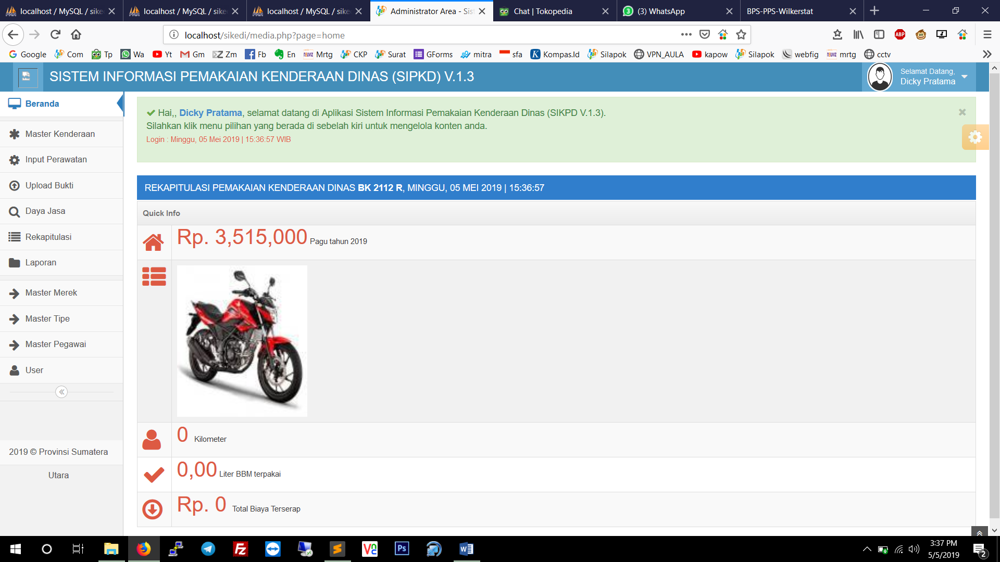 localhost / MySQL / sike
localhost / MySQL / sike
localhost / MySQL / sike
Administrator Area - Sis
Chat | Tokopedia
(3) WhatsApp
BPS-PPS-Wilkerstat
localhost/sikedi/media.php?page=home
ABP
Google Com Tp Wa Yt Gm Zm Fb En Mrtg CKP Surat GForms mitra sfa Kompas.Id Silapok VPN_AULA kapow Silapok webfig mrtg cctv
SISTEM INFORMASI PEMAKAIAN KENDERAAN DINAS (SIPKD) V.1.3
Selamat Datang,
Dicky Pratama
Beranda
Master Kenderaan
Input Perawatan
Upload Bukti
Daya Jasa
Rekapitulasi
Laporan
Master Merek
Master Tipe
Master Pegawai
User
2019 © Provinsi Sumatera
Utara
Hai,, Dicky Pratama, selamat datang di Aplikasi Sistem Informasi Pemakaian Kenderaan Dinas (SIKPD V.1.3).
Silahkan klik menu pilihan yang berada di sebelah kiri untuk mengelola konten anda.
Login : Minggu, 05 Mei 2019 | 15:36:57 WIB
REKAPITULASI PEMAKAIAN KENDERAAN DINAS BK 2112 R, MINGGU, 05 MEI 2019 | 15:36:57
Quick Info
Rp. 3,515,000 Pagu tahun 2019
0 Kilometer
0,00 Liter BBM terpakai
Rp. 0 Total Biaya Terserap
3:37 PM
5/5/2019
2